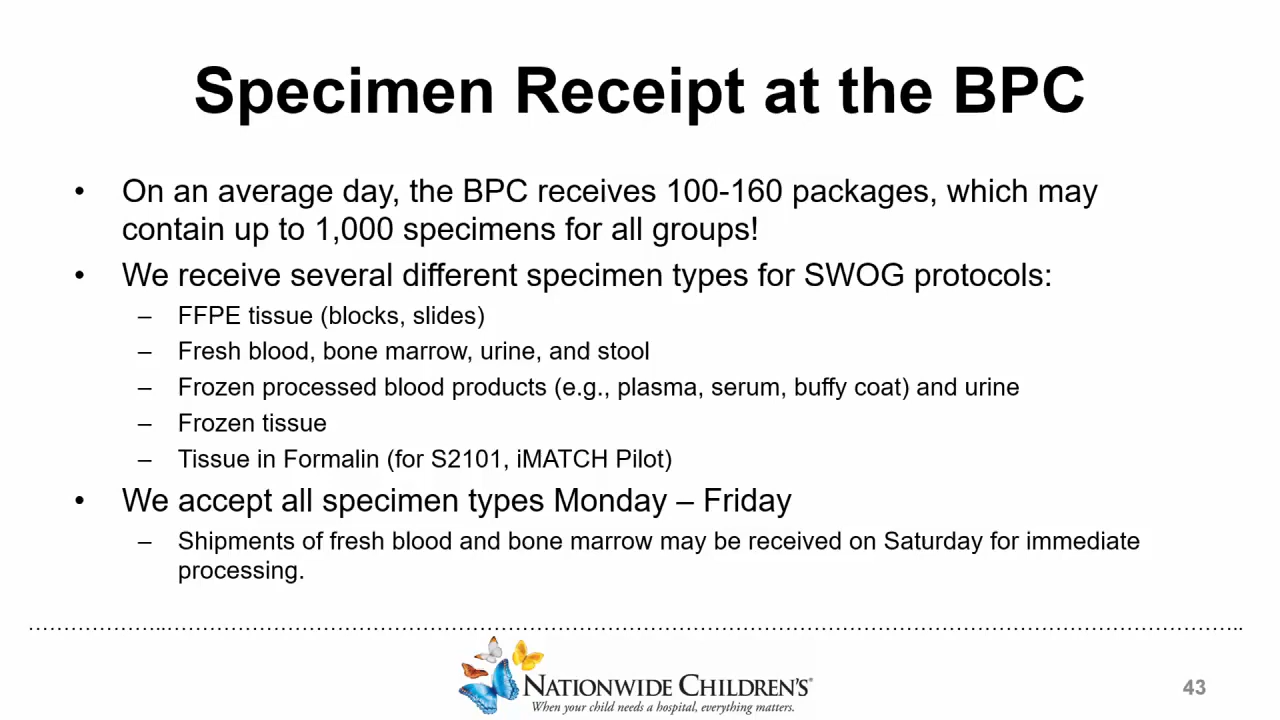 Specimen Receipt at the BPC
• On an average day, the BPC receives 100-160 packages, which may
contain up to 1,000 specimens for all groups!
• We receive several different specimen types for SWOG protocols:
– FFPE tissue (blocks, slides)
– Fresh blood, bone marrow, urine, and stool
– Frozen processed blood products (e.g., plasma, serum, buffy coat) and urine
– Frozen tissue
– Tissue in Formalin (for S2101, iMATCH Pilot)
• We accept all specimen types Monday – Friday
– Shipments of fresh blood and bone marrow may be received on Saturday for immediate
processing.
NATIONWIDE CHILDREN'S®
When your child needs a hospital, everything matters.
43